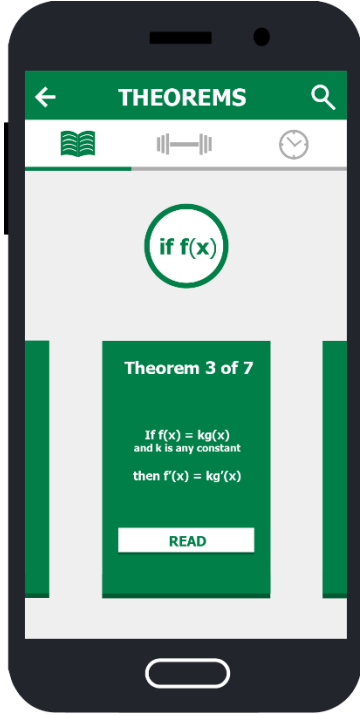 THEOREMS
if f(x)
Theorem 3 of 7
If f(x) = kg(x)
and k is any constant
then f'(x) = kg'(x)
READ